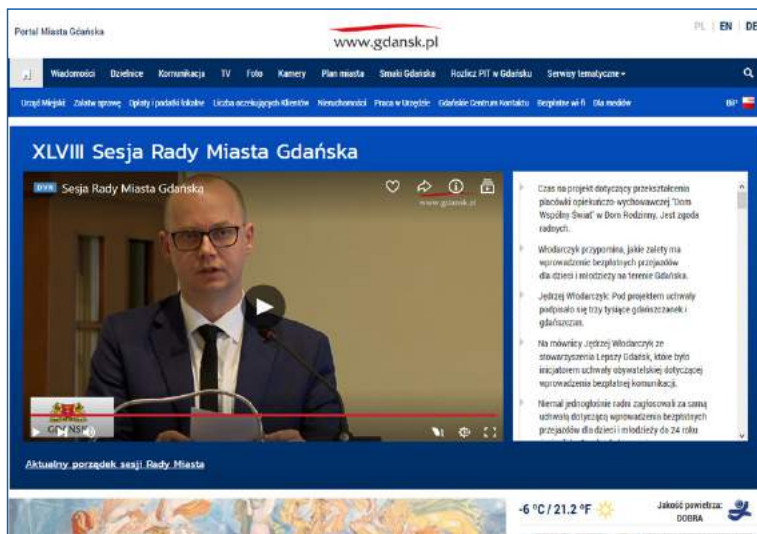 Portal Miasta Gdańska
www.gdansk.pl
PL | EN | DE
Wiadomości Dzielnice Komunikacja TV Foto Kamery Plan miasta Smaki Gdańska Rozlicz PIT w Gdańsku Serwisy tematyczne
Urząd Miejski Załatw sprawę Opłaty i podatki lokalne Liczba oczekujących Klientów Nieruchomości Praca w Urzędzie Gdańskie Centrum Kontaktu Bezpłatne wi-fi Dla mediów BIP
XLVIII Sesja Rady Miasta Gdańska
DVR Sesja Rady Miasta Gdańska
www.gdansk.pl
Czas na projekt dotyczący przekształcenia
placówki opiekuńczo-wychowawczej "Dom
Wspólny Świat" w Dom Rodzinny. Jest zgoda
radnych.
Włodarczyk przypomina, jakie zalety ma
wprowadzenie bezpłatnych przejazdów
dla dzieci i młodzieży na terenie Gdańska.
Jędrzej Włodarczyk: Pod projektem uchwały
podpisało się trzy tysiące gdańszczanek i
gdańszczan.
Na mównicy Jędrzej Włodarczyk ze
stowarzyszenia Lepszy Gdańsk, które było
inicjatorem uchwały obywatelskiej dotyczącej
wprowadzenia bezpłatnej komunikacji.
Niemal jednogłośnie radni zagłosowali za samą
uchwałą dotyczącą wprowadzenia bezpłatnych
przejazdów dla dzieci i młodzieży do 24 roku
Aktualny porządek sesji Rady Miasta
-6 °C / 21.2 °F
Jakość powietrza:
DOBRA